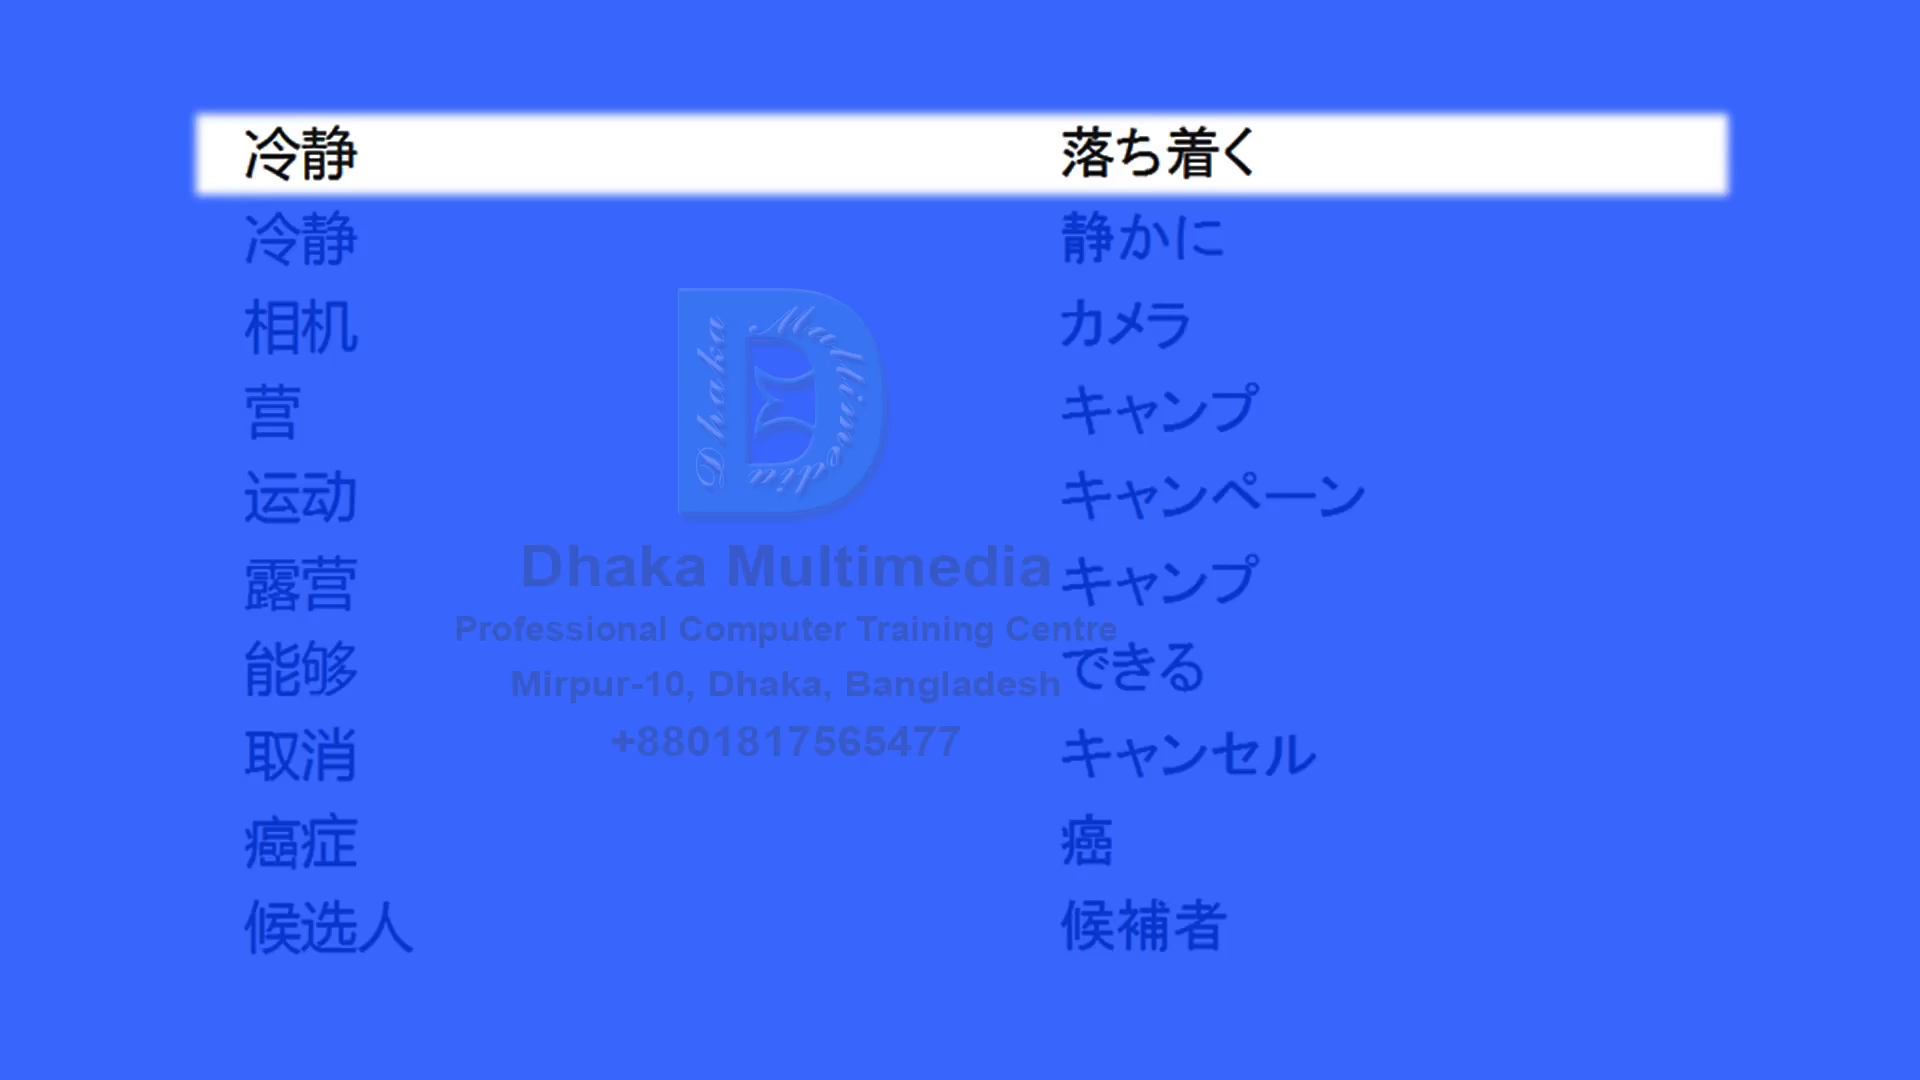 冷静 落ち着く
冷静 静かに
相机 カメラ
营 キャンプ
运动 キャンペーン
露营 キャンプ
能够 できる
取消 キャンセル
癌症 癌
候选人 候補者
Dhaka Multimedia
Dhaka Multimedia
Professional Computer Training Centre
Mirpur-10, Dhaka, Bangladesh
+8801817565477